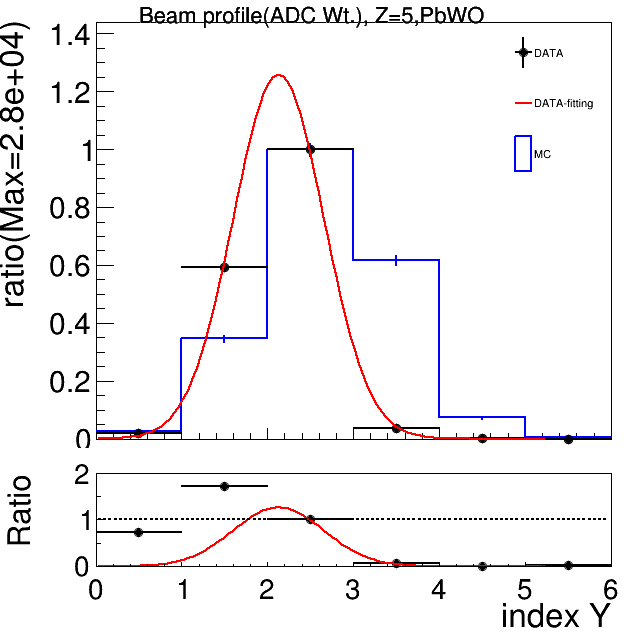 Beam profile(ADC Wt.), Z=5,PbWO
ratio(Max=2.8e+04)
1.4
1.2
1
0.8
0.6
0.4
0.2
0
DATA
DATA-fitting
MC
Ratio
2
1
0
0 1 2 3 4 5 6
index Y